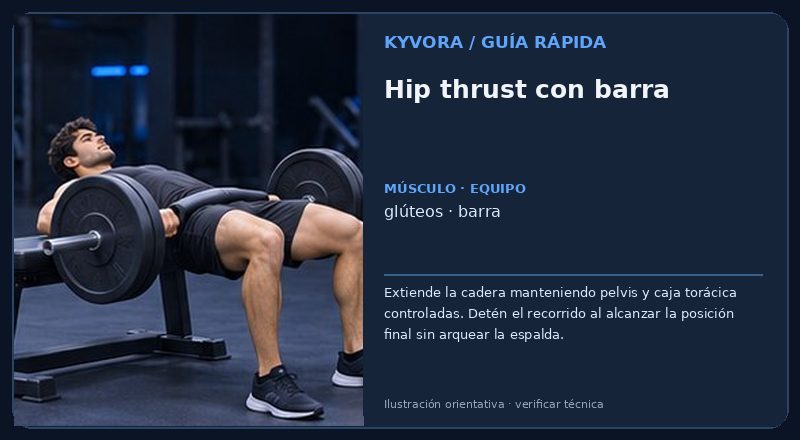 KYVORA / GUÍA RÁPIDA
Hip thrust con barra
MÚSCULO · EQUIPO
glúteos · barra
Extiende la cadera manteniendo pelvis y caja torácica
controladas. Detén el recorrido al alcanzar la posición
final sin arquear la espalda.
Ilustración orientativa · verificar técnica